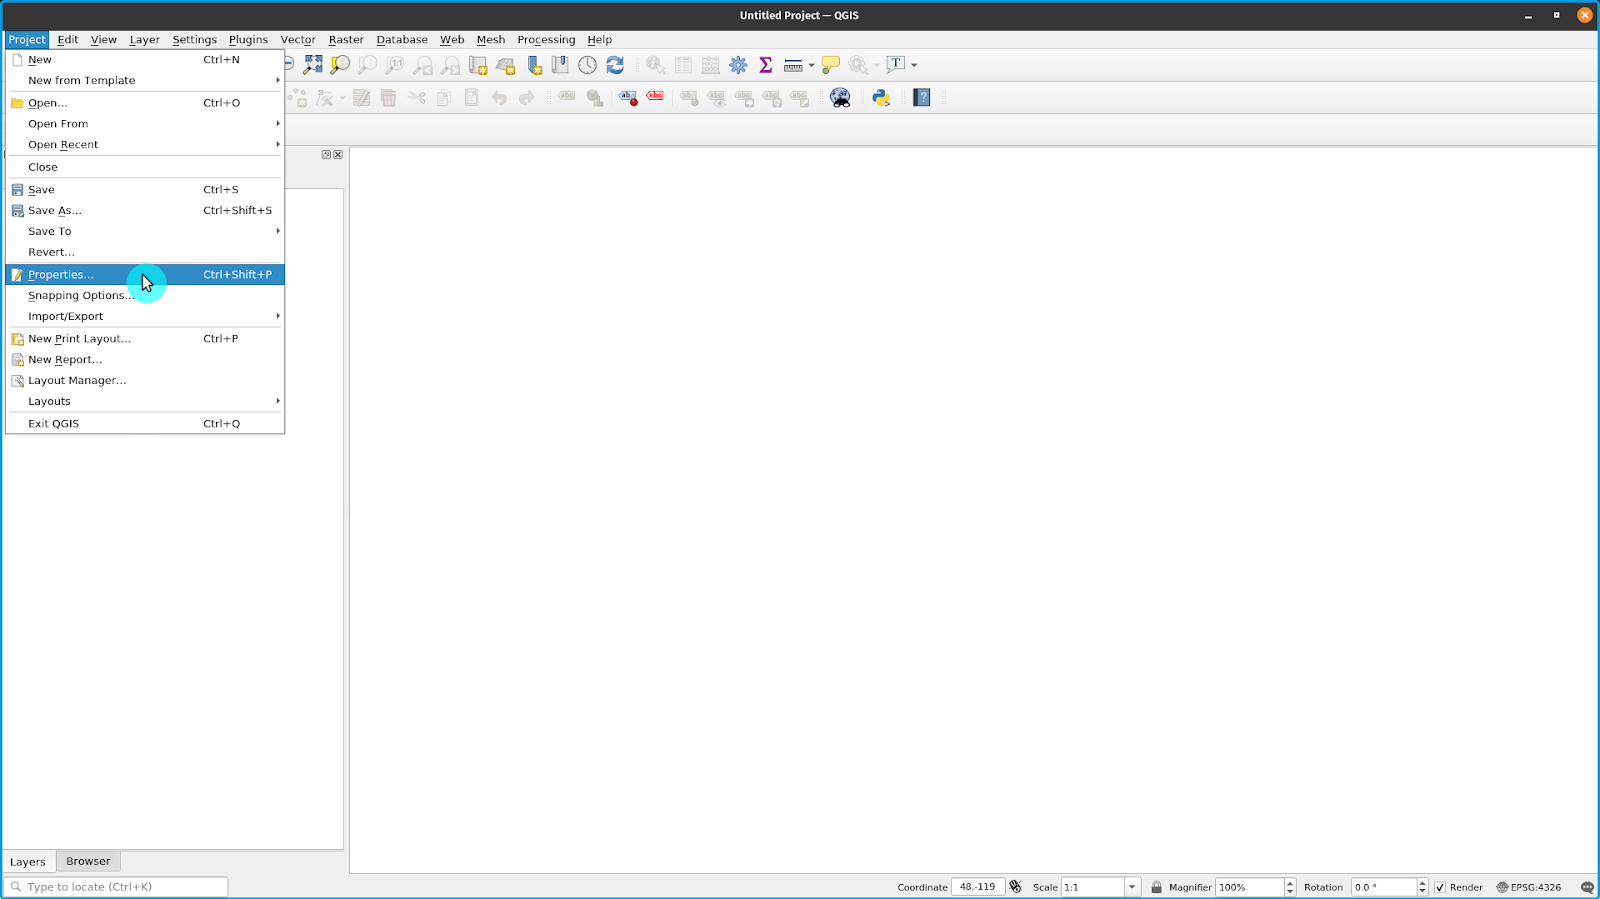 Untitled Project — QGIS
Project Edit View Layer Settings Plugins Vector Raster Database Web Mesh Processing Help
New Ctrl+N
New from Template
Open... Ctrl+O
Open From
Open Recent
Close
Save Ctrl+S
Save As... Ctrl+Shift+S
Save To
Revert...
Properties... Ctrl+Shift+P
Snapping Options...
Import/Export
New Print Layout... Ctrl+P
New Report...
Layout Manager...
Layouts
Exit QGIS Ctrl+Q
Layers Browser
Type to locate (Ctrl+K) Coordinate 48,-119 Scale 1:1 Magnifier 100% Rotation 0.0 ° Render EPSG:4326